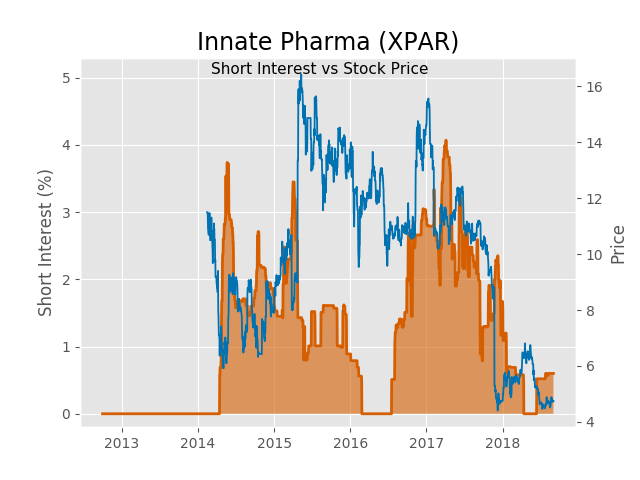 Innate Pharma (XPAR)
Short Interest vs Stock Price
Short Interest (%)
5
4
3
2
1
0
16
14
12
10
8
6
4
Price
2013 2014 2015 2016 2017 2018